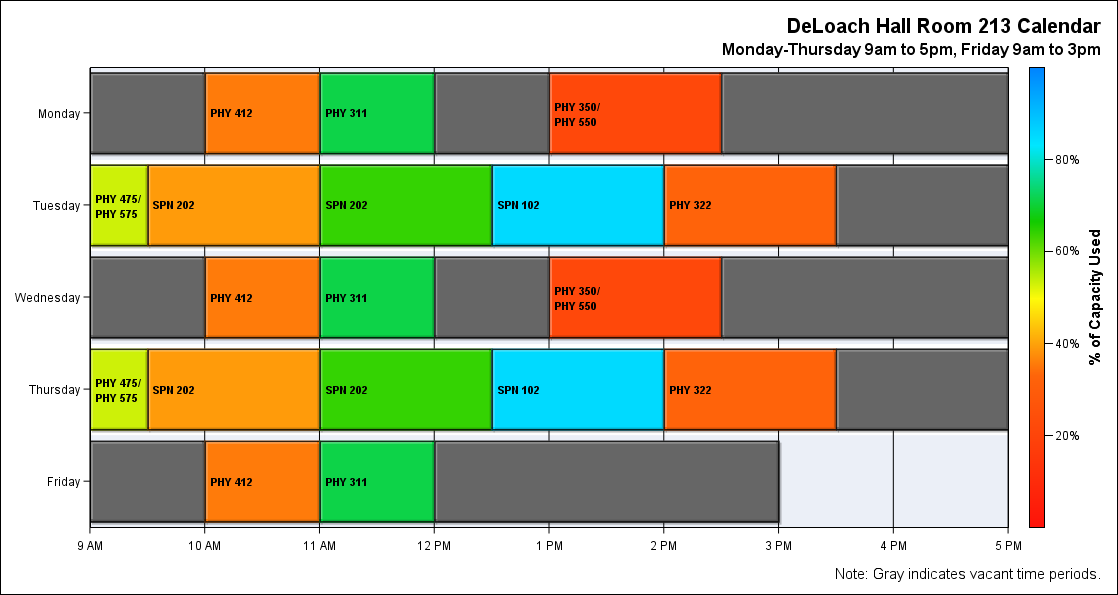 DeLoach Hall Room 213 Calendar
Monday-Thursday 9am to 5pm, Friday 9am to 3pm
Monday
PHY 412
PHY 311
PHY 350/
PHY 550
Tuesday
PHY 475/
PHY 575
SPN 202
SPN 202
SPN 102
PHY 322
Wednesday
PHY 412
PHY 311
PHY 350/
PHY 550
Thursday
PHY 475/
PHY 575
SPN 202
SPN 202
SPN 102
PHY 322
Friday
PHY 412
PHY 311
9 AM
10 AM
11 AM
12 PM
1 PM
2 PM
3 PM
4 PM
5 PM
80%
60%
40%
20%
% of Capacity Used
Note: Gray indicates vacant time periods.